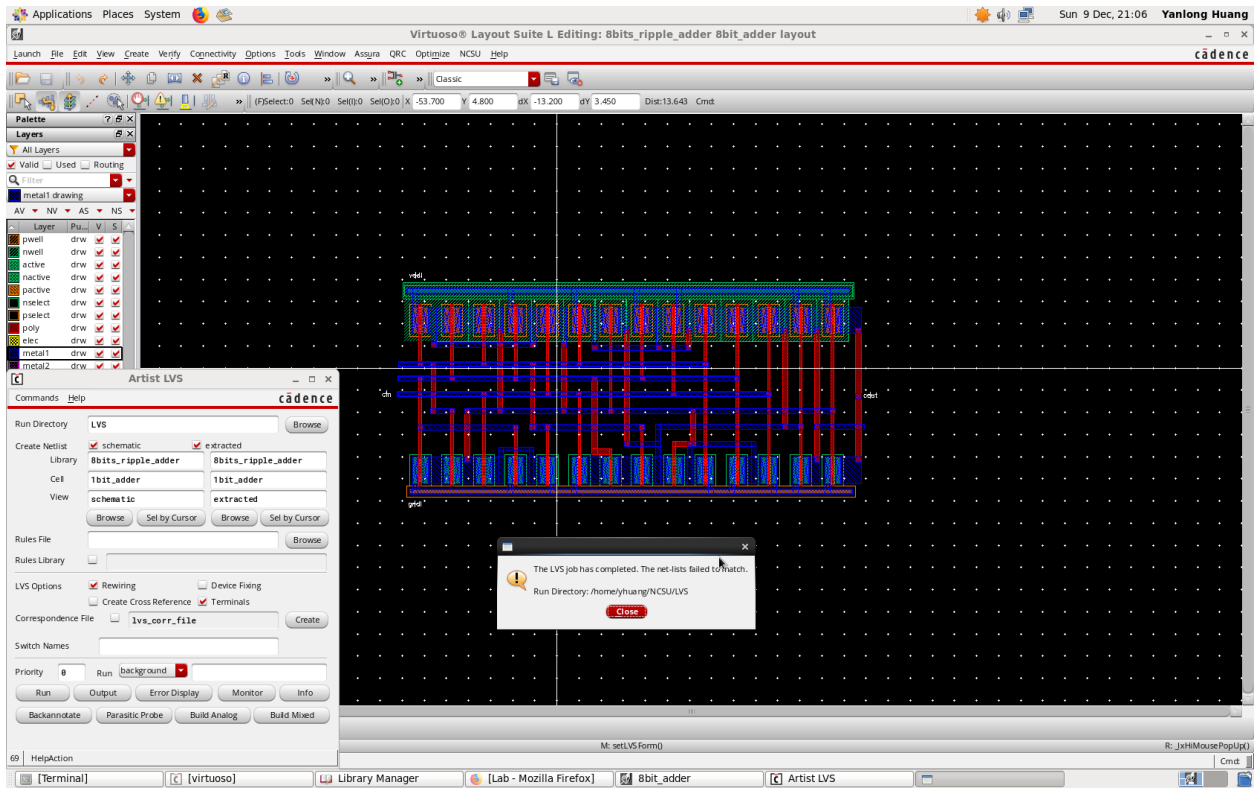 Applications Places System Sun 9 Dec, 21:06 Yanlong Huang
Virtuoso® Layout Suite L Editing: 8bits_ripple_adder 8bit_adder layout
Launch File Edit View Create Verify Connectivity Options Tools Window Assura QRC Optimize NCSU Help cādence
» » » Classic
» (F)Select:0 Sel(N):0 Sel(I):0 Sel(O):0 X -53.700 Y 4.800 dX -13.200 dY 3.450 Dist:13.643 Cmd:
Palette
Layers
All Layers
Valid Used Routing
Filter
metal1 drawing
AV NV AS NS
Layer Pu... V S
pwell drw
nwell drw
active drw
nactive drw
pactive drw
nselect drw
pselect drw
poly drw
elec drw
metal1 drw
metal2 drw
vdd!
cin
gnd!
Artist LVS
Commands Help cādence
Run Directory LVS Browse
Create Netlist schematic extracted
Library 8bits_ripple_adder 8bits_ripple_adder
Cell 1bit_adder 1bit_adder
View schematic extracted
Browse Sel by Cursor Browse Sel by Cursor
Rules File Browse
Rules Library
LVS Options Rewiring Device Fixing
Create Cross Reference Terminals
Correspondence File lvs_corr_file Create
Switch Names
Priority 0 Run background
Run Output Error Display Monitor Info
Backannotate Parasitic Probe Build Analog Build Mixed
69 HelpAction
The LVS job has completed. The net-lists failed to match.
Run Directory: /home/yhuang/NCSU/LVS
Close
M: setLVSForm() R: _lxHiMousePopUp()
Cmd:
[Terminal] [virtuoso] Library Manager [Lab - Mozilla Firefox] 8bit_adder Artist LVS